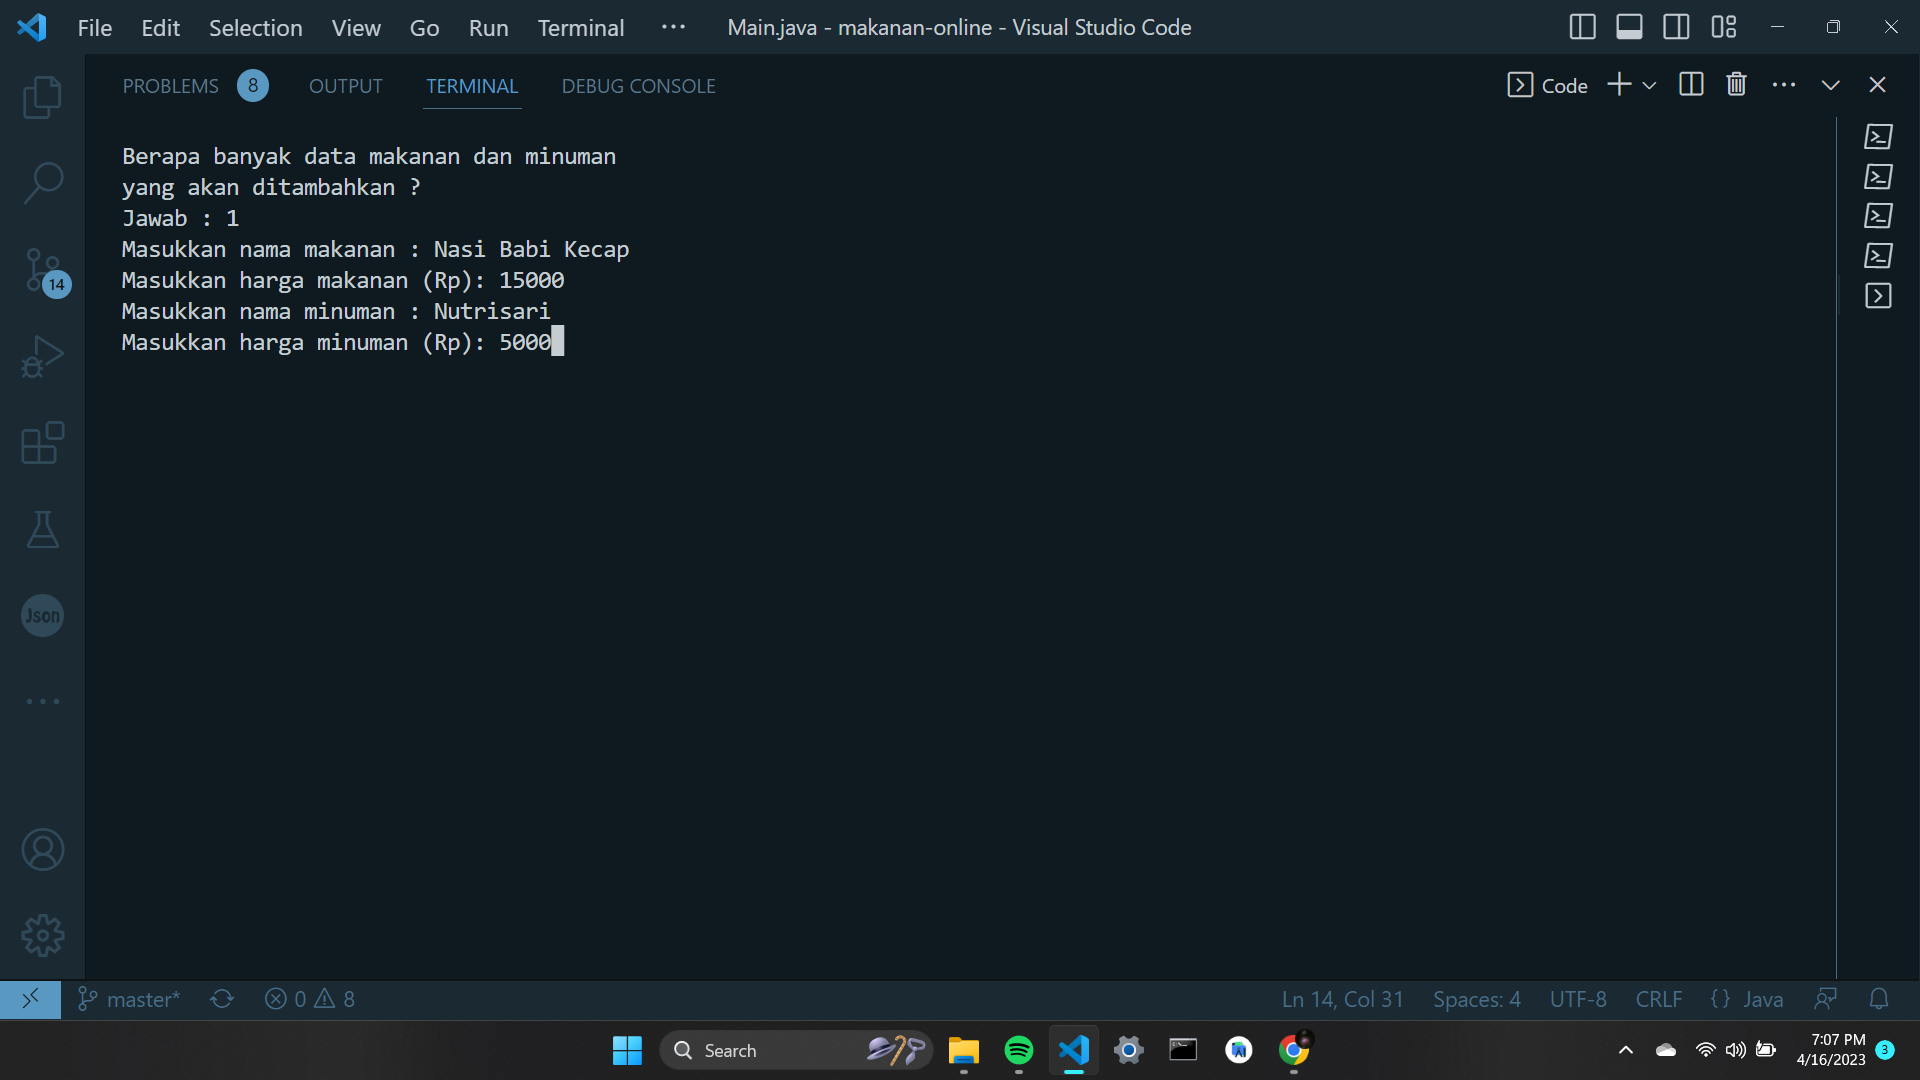 File Edit Selection View Go Run Terminal ··· Main.java - makanan-online - Visual Studio Code
PROBLEMS 8 OUTPUT TERMINAL DEBUG CONSOLE Code
Berapa banyak data makanan dan minuman
yang akan ditambahkan ?
Jawab : 1
Masukkan nama makanan : Nasi Babi Kecap
Masukkan harga makanan (Rp): 15000
Masukkan nama minuman : Nutrisari
Masukkan harga minuman (Rp): 5000
14
Json
master* 0 8 Ln 14, Col 31 Spaces: 4 UTF-8 CRLF {} Java
Search
7:07 PM
4/16/2023 3